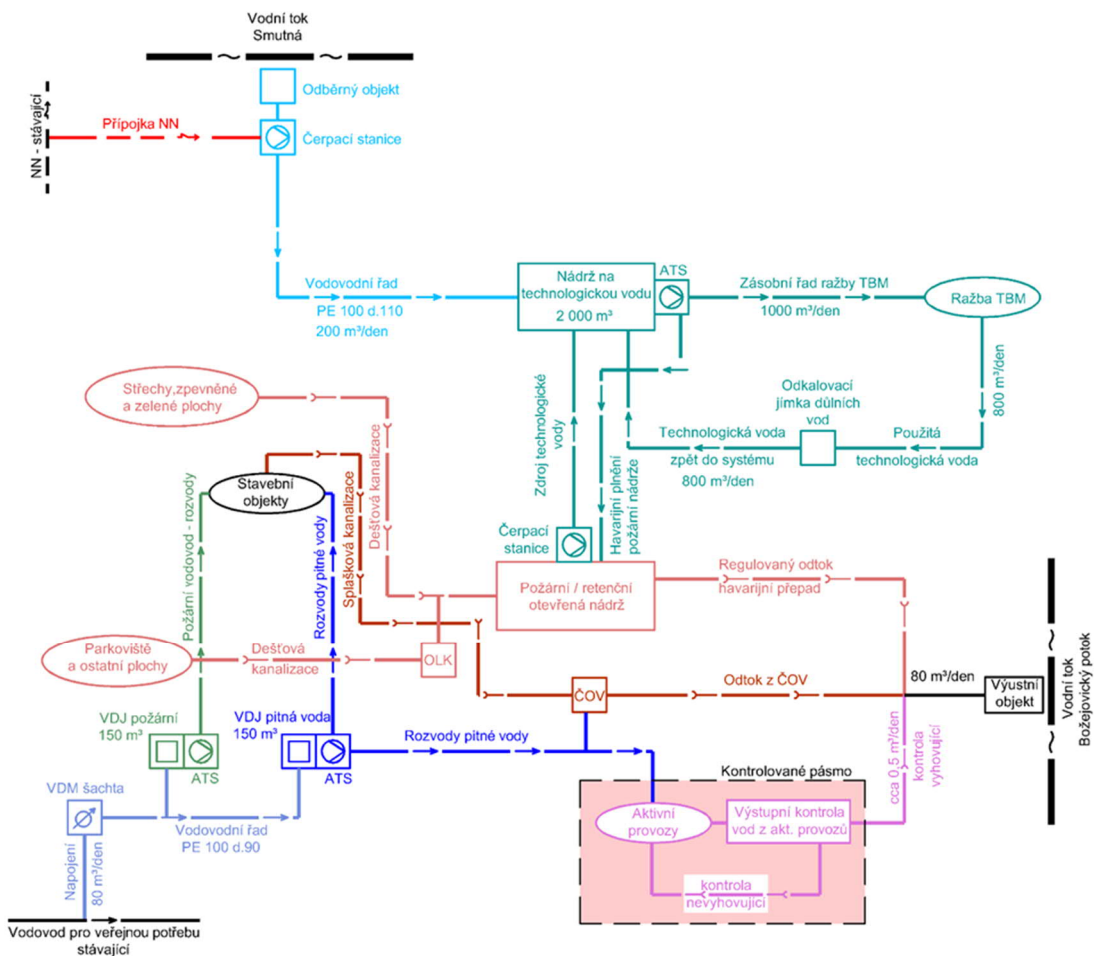 Vodní tok
Smutná
Odběrný objekt
Přípojka NN
Čerpací stanice
NN - stávající
Vodovodní řad
PE 100 d.110
200 m³/den
Nádrž na
technologickou vodu
2 000 m³
ATS
Zásobní řad ražby TBM
1000 m³/den
Ražba TBM
800 m³/den
Odkalovací
jímka důlních
vod
Použitá
technologická voda
Technologická voda
zpět do systému
800 m³/den
Zdroj technologické
vody
Havarijní plnění
požární nádrže
Čerpací
stanice
Střechy,zpevněné
a zelené plochy
Dešťová kanalizace
Stavební
objekty
Splašková kanalizace
Požární vodovod - rozvody
Rozvody pitné vody
Požární / retenční
otevřená nádrž
Regulovaný odtok
havarijní přepad
Parkoviště
a ostatní plochy
Dešťová
kanalizace
OLK
ČOV
Odtok z ČOV
80 m³/den
Výustní
objekt
Vodní tok
Božejovický potok
VDJ požární
150 m³
ATS
VDJ pitná voda
150 m³
ATS
Rozvody pitné vody
cca 0,5 m³/den
kontrola
vyhovující
Kontrolované pásmo
Aktivní
provozy
Výstupní kontrola
vod z akt. provozů
kontrola
nevyhovující
VDM šachta
Vodovodní řad
PE 100 d.90
Napojení
80 m³/den
Vodovod pro veřejnou potřebu
stávající